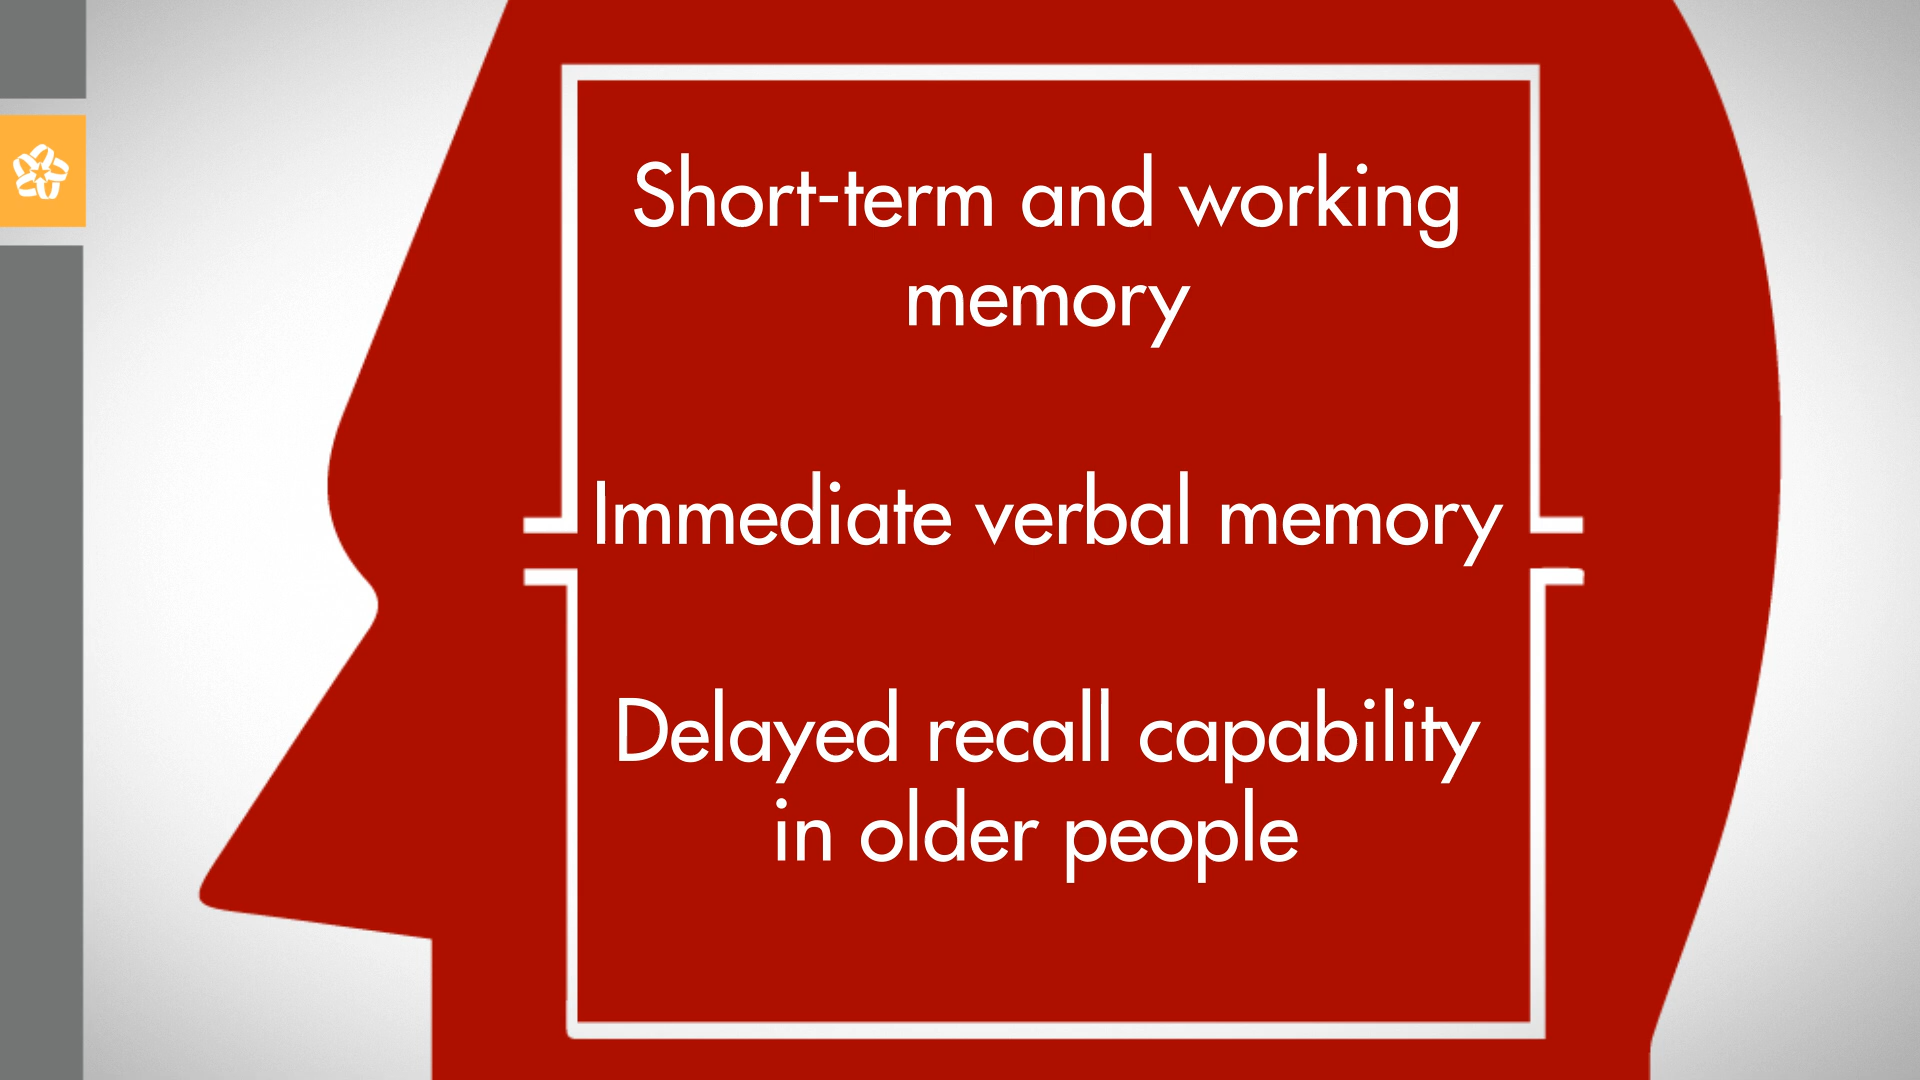 Short-term and working
memory
Immediate verbal memory
Delayed recall capability
in older people